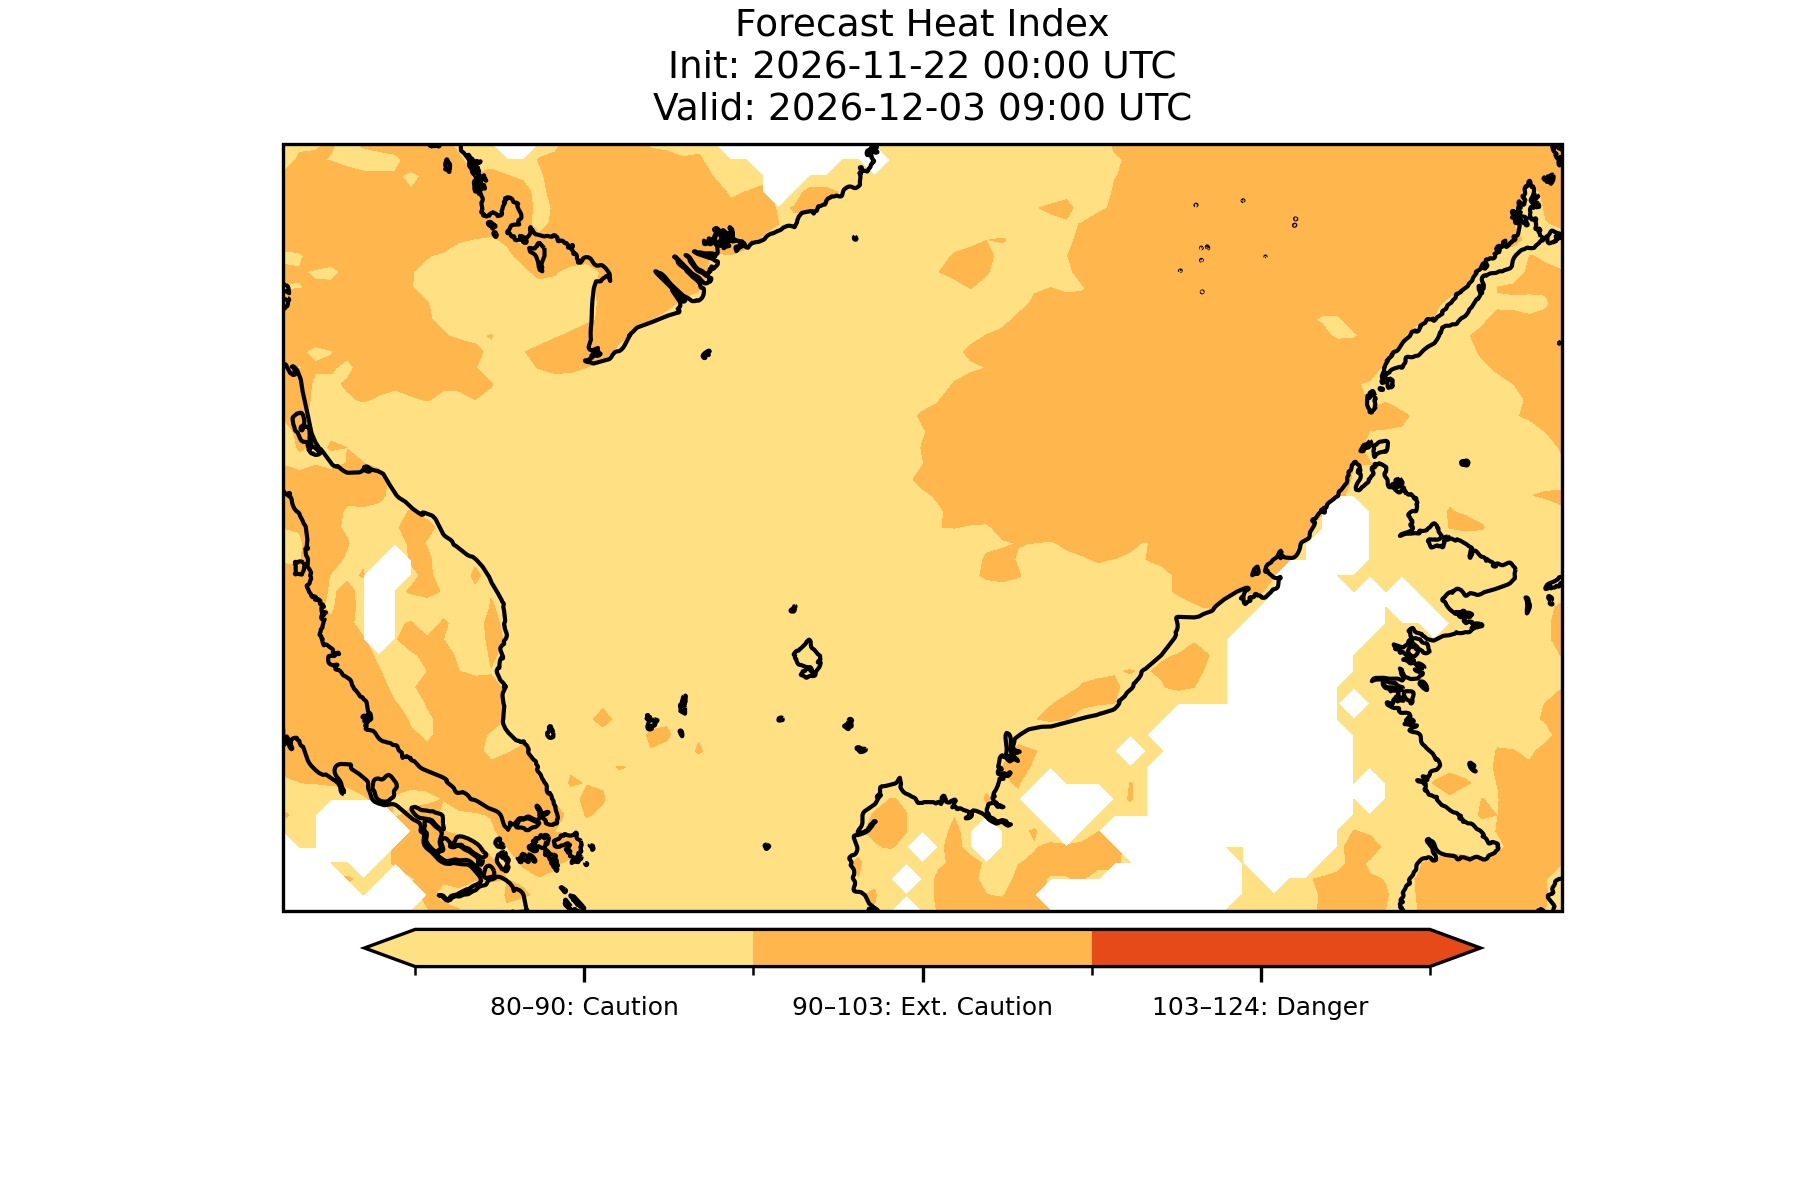 Forecast Heat Index
Init: 2026-11-22 00:00 UTC
Valid: 2026-12-03 09:00 UTC
80–90: Caution
90–103: Ext. Caution
103–124: Danger